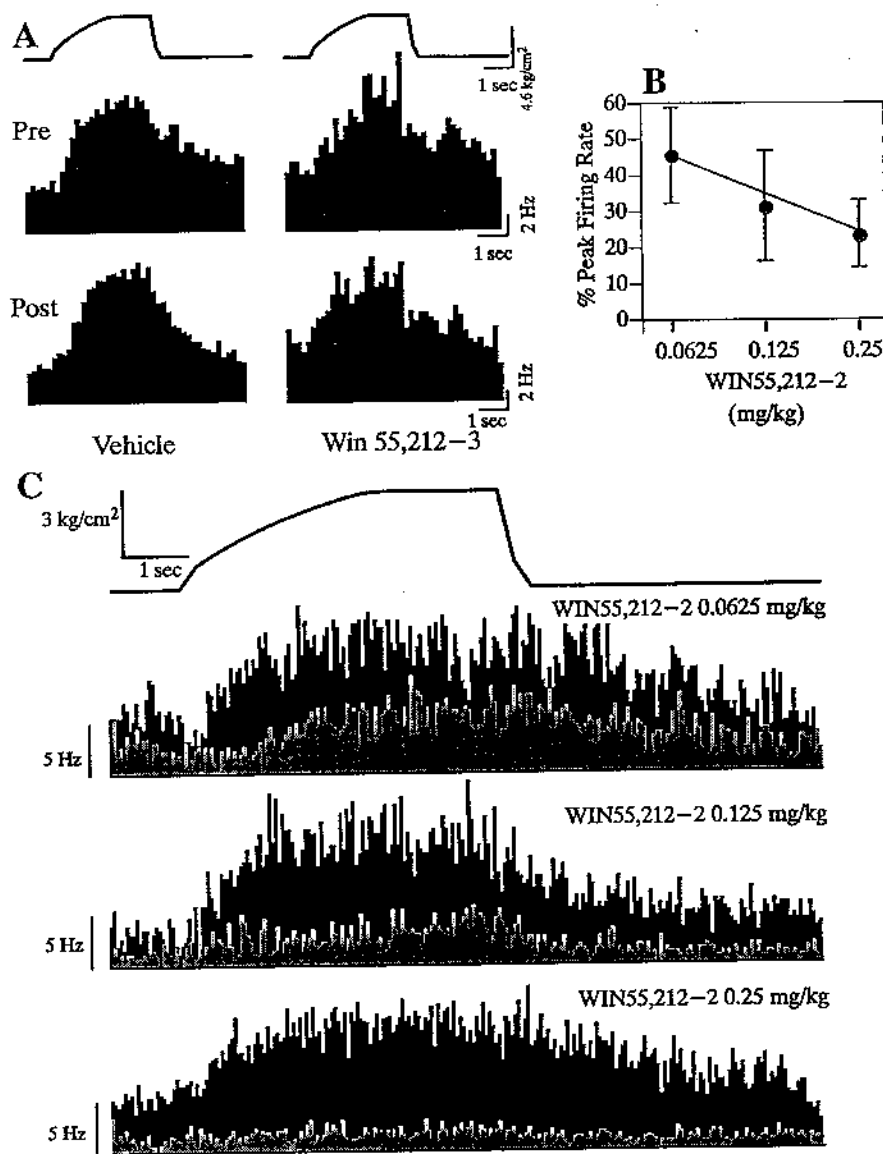 A
1 sec
4.6 kg/cm²
Pre
1 sec
2 Hz
Post
1 sec
2 Hz
Vehicle
Win 55,212-3
B
% Peak Firing Rate
60
50
40
30
20
10
0
0.0625 0.125 0.25
WIN55,212-2
(mg/kg)
C
3 kg/cm²
1 sec
WIN55,212-2 0.0625 mg/kg
5 Hz
WIN55,212-2 0.125 mg/kg
5 Hz
WIN55,212-2 0.25 mg/kg
5 Hz